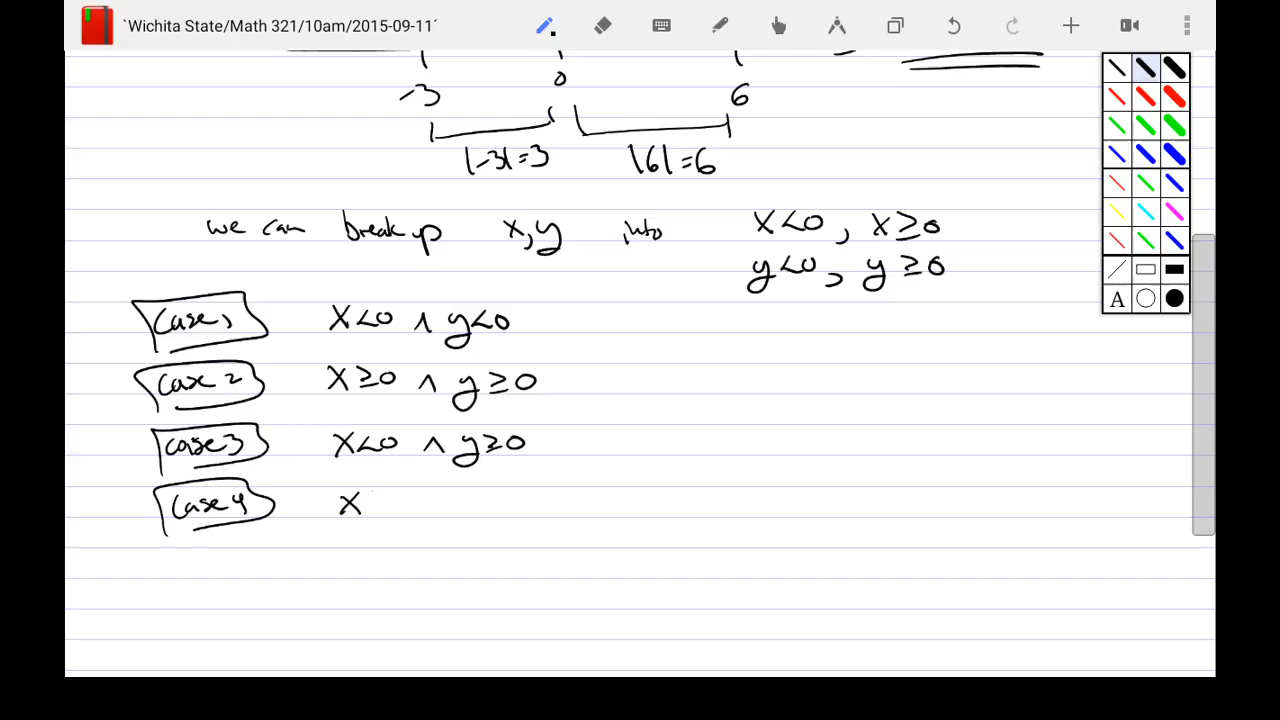 `Wichita State/Math 321/10am/2015-09-11´
0
-3 6
|-3|=3 |6|=6
we can break up x,y into x<0, x≥0
y<0, y≥0
Case 1 x<0 ∧ y<0
Case 2 x≥0 ∧ y≥0
Case 3 x<0 ∧ y≥0
Case 4 x
A